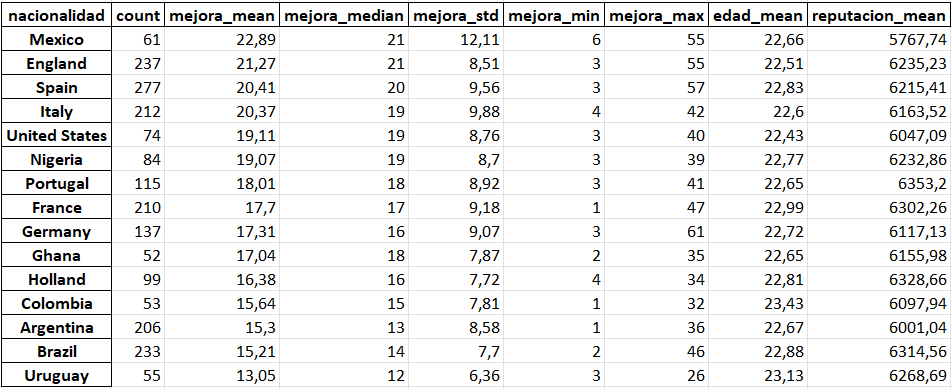 nacionalidad count mejora_mean mejora_median mejora_std mejora_min mejora_max edad_mean reputacion_mean
Mexico 61 22,89 21 12,11 6 55 22,66 5767,74
England 237 21,27 21 8,51 3 55 22,51 6235,23
Spain 277 20,41 20 9,56 3 57 22,83 6215,41
Italy 212 20,37 19 9,88 4 42 22,6 6163,52
United States 74 19,11 19 8,76 3 40 22,43 6047,09
Nigeria 84 19,07 19 8,7 3 39 22,77 6232,86
Portugal 115 18,01 18 8,92 3 41 22,65 6353,2
France 210 17,7 17 9,18 1 47 22,99 6302,26
Germany 137 17,31 16 9,07 3 61 22,72 6117,13
Ghana 52 17,04 18 7,87 2 35 22,65 6155,98
Holland 99 16,38 16 7,72 4 34 22,81 6328,66
Colombia 53 15,64 15 7,81 1 32 23,43 6097,94
Argentina 206 15,3 13 8,58 1 36 22,67 6001,04
Brazil 233 15,21 14 7,7 2 46 22,88 6314,56
Uruguay 55 13,05 12 6,36 3 26 23,13 6268,69